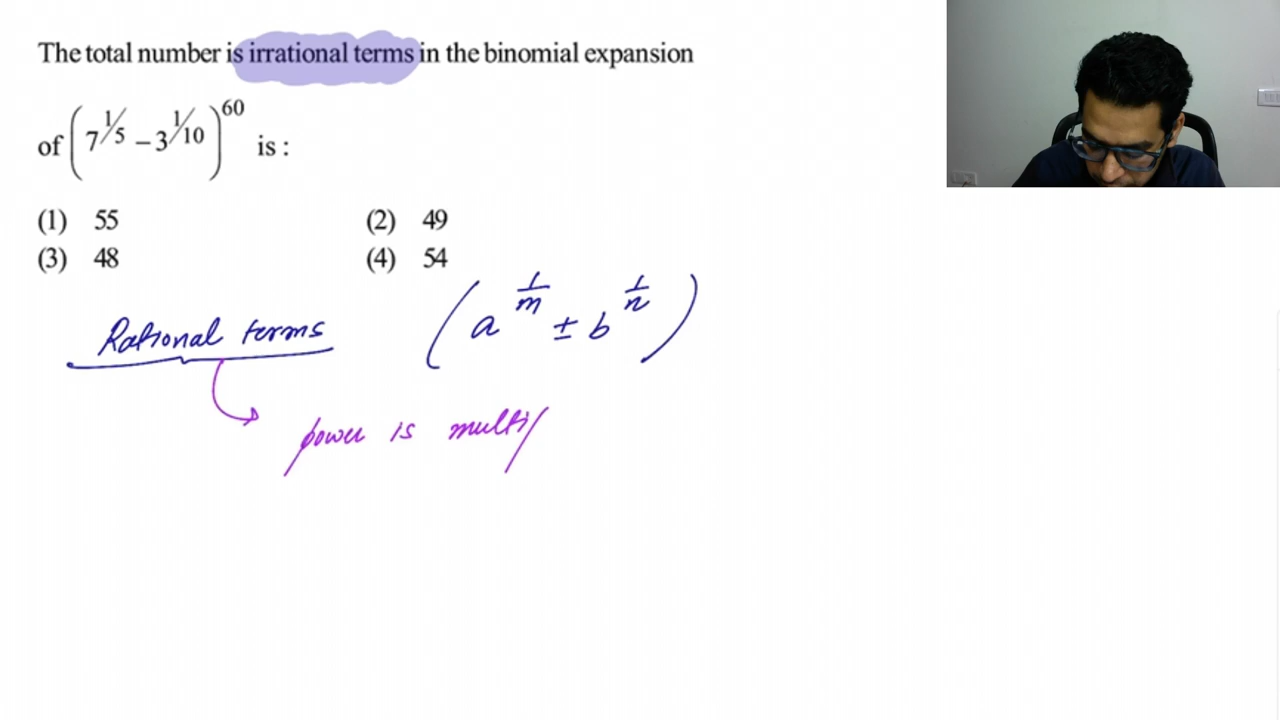 The total number is irrational terms in the binomial expansion
of (7^{1/5} – 3^{1/10})^{60} is :
(1) 55 (2) 49
(3) 48 (4) 54
Rational terms (a^{1/m} ± b^{1/n})
power is multip